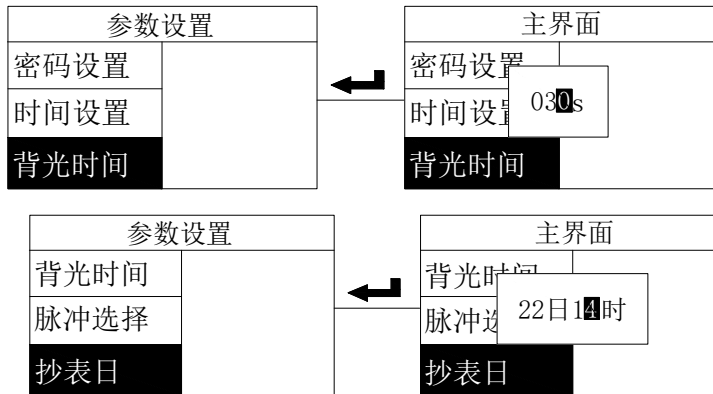 参数设置
密码设置
时间设置
背光时间
主界面
密码设置
时间设
030s
背光时间
参数设置
背光时间
脉冲选择
抄表日
主界面
背光时间
脉冲
22日14时
抄表日